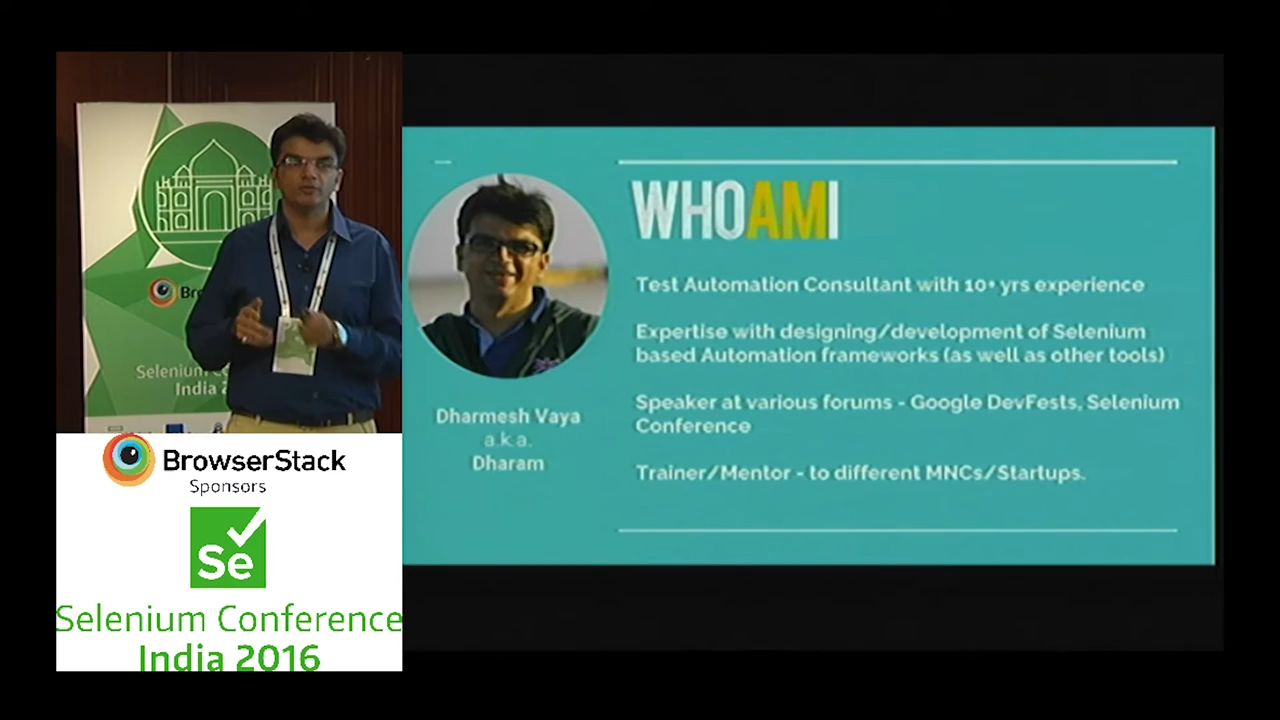 WHOAMI
Test Automation Consultant with 10+ yrs experience
Expertise with designing/development of Selenium
based Automation frameworks (as well as other tools)
Speaker at various forums - Google DevFests, Selenium
Conference
Trainer/Mentor - to different MNCs/Startups.
Dharmesh Vaya
a.k.a.
Dharam
Selenium
India
BrowserStack
Sponsors
Se
Selenium Conference
India 2016